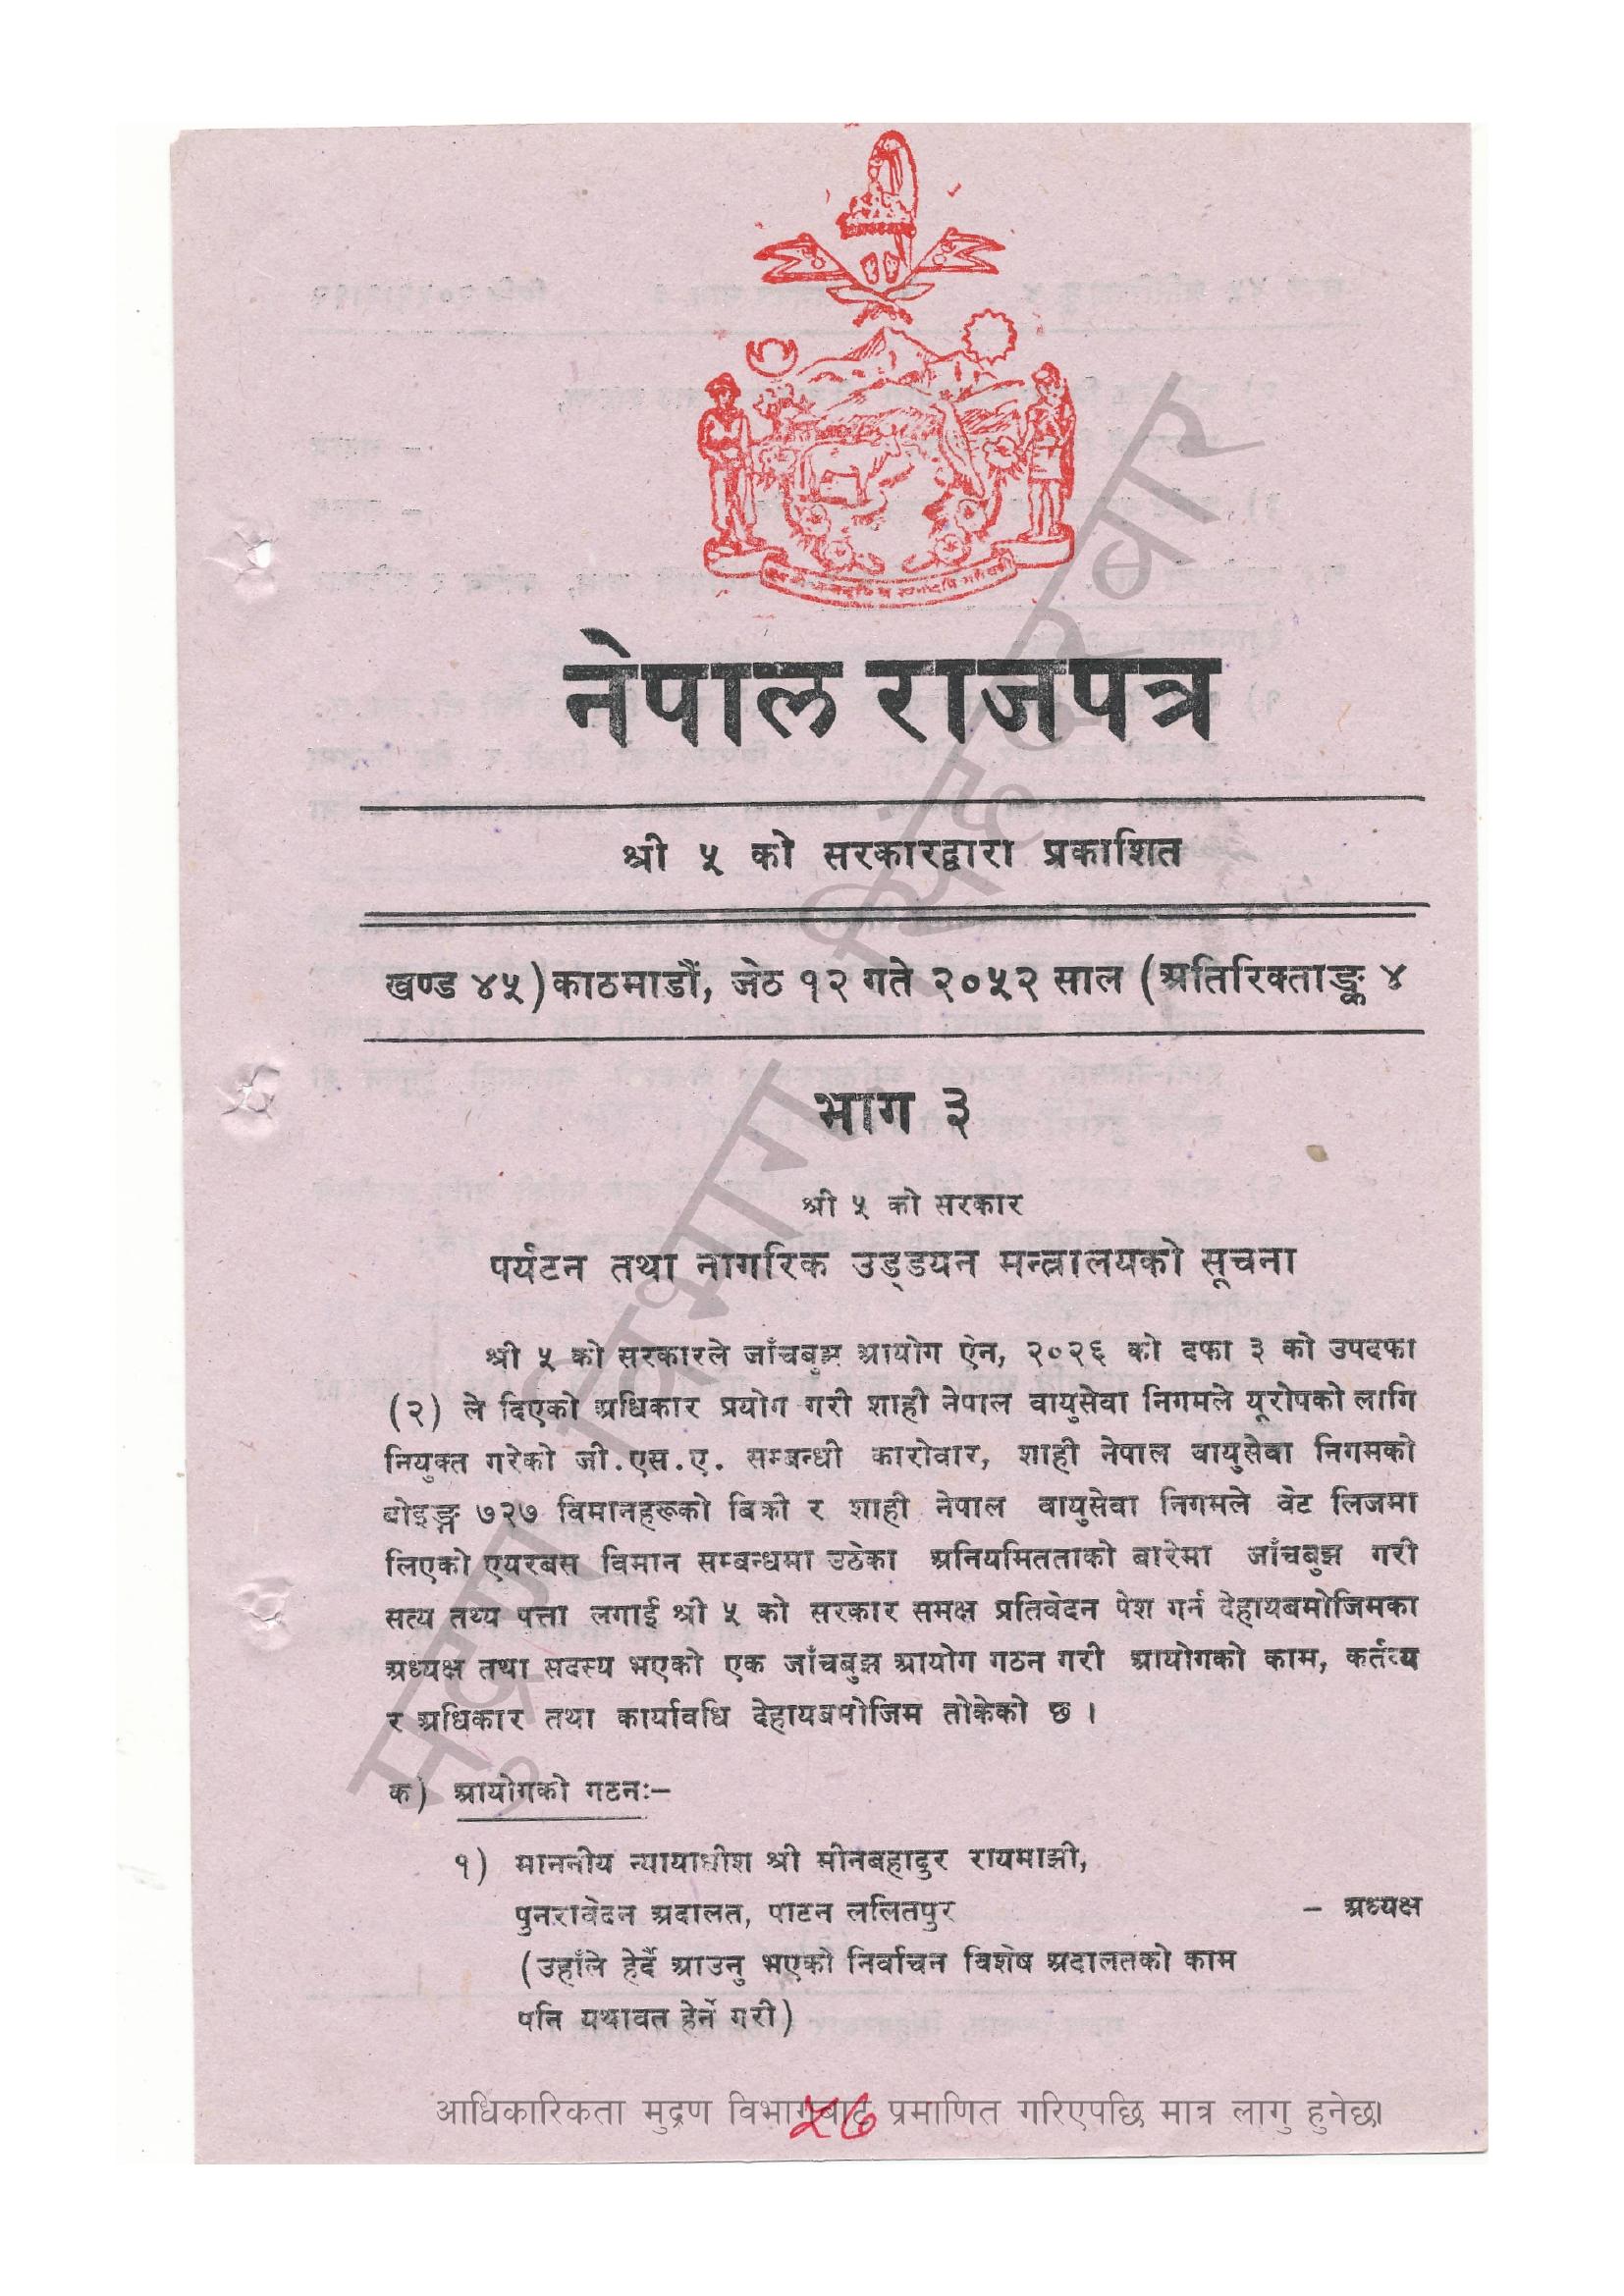 नेपाल राजपत्र
श्री ५ को सरकारद्वारा प्रकाशित
खण्ड ४५) काठमाडौं, जेठ १२ गते २०५२ साल (अतिरिक्ताङ्क ४
भाग ३
श्री ५ को सरकार
पर्यटन तथा नागरिक उड्डयन मन्त्रालयको सूचना
श्री ५ को सरकारले जाँचबुझ आयोग ऐन, २०२६ को दफा ३ को उपदफा
(२) ले दिएको अधिकार प्रयोग गरी शाही नेपाल वायुसेवा निगमले यूरोपको लागि
नियुक्त गरेको जी.एस.ए. सम्बन्धी कारोवार, शाही नेपाल वायुसेवा निगमको
बोइङ्ग ७२७ विमानहरूको बिक्री र शाही नेपाल वायुसेवा निगमले वेट लिजमा
लिएको एयरबस विमान सम्बन्धमा उठेका अनियमितताको बारेमा जाँचबुझ गरी
सत्य तथ्य पत्ता लगाई श्री ५ को सरकार समक्ष प्रतिवेदन पेश गर्न देहायबमोजिमका
अध्यक्ष तथा सदस्य भएको एक जाँचबुझ आयोग गठन गरी आयोगको काम, कर्तव्य
र अधिकार तथा कार्यावधि देहायबमोजिम तोकेको छ ।
क) आयोगको गठनः–
१) माननीय न्यायाधीश श्री मीनबहादुर रायमाझी,
पुनरावेदन अदालत, पाटन ललितपुर – अध्यक्ष
(उहाँले हेर्दै आउनु भएको निर्वाचन विशेष अदालतको काम
पनि यथावत हेर्ने गरी)
मुद्रण विभाग, सिंहदरबार
आधिकारिकता मुद्रण विभागबाट प्रमाणित गरिएपछि मात्र लागु हुनेछ।
५७